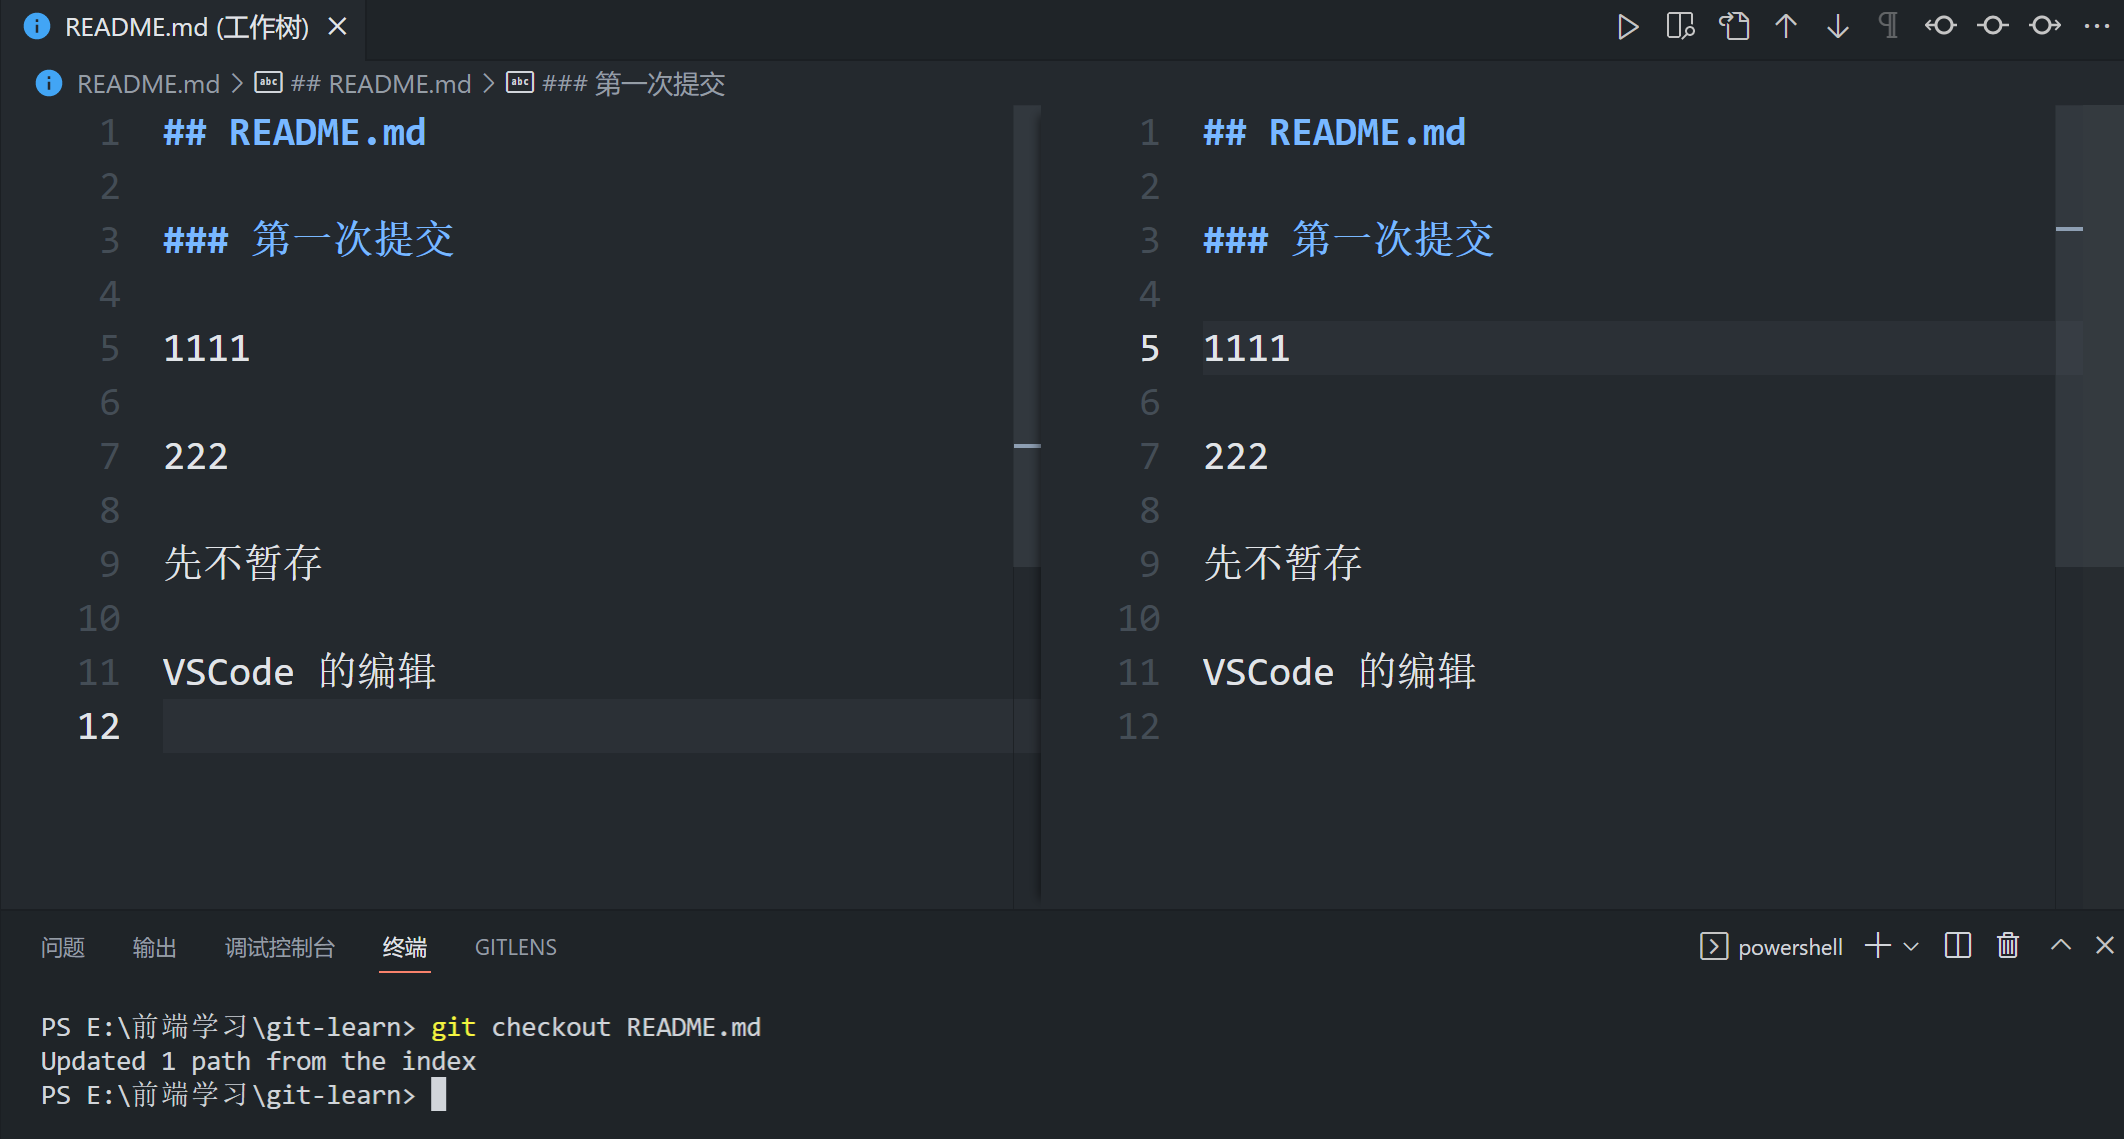 README.md (工作树)
README.md > ## README.md > ### 第一次提交
1 ## README.md
2
3 ### 第一次提交
4
5 1111
6
7 222
8
9 先不暂存
10
11 VSCode 的编辑
12
1 ## README.md
2
3 ### 第一次提交
4
5 1111
6
7 222
8
9 先不暂存
10
11 VSCode 的编辑
12
问题 输出 调试控制台 终端 GITLENS powershell
PS E:\前端学习\git-learn> git checkout README.md
Updated 1 path from the index
PS E:\前端学习\git-learn>